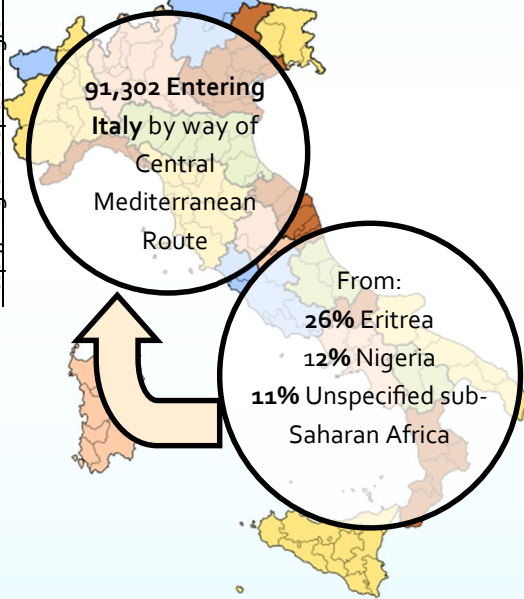 91,302 Entering
Italy by way of
Central
Mediterranean
Route
From:
26% Eritrea
12% Nigeria
11% Unspecified sub-
Saharan Africa